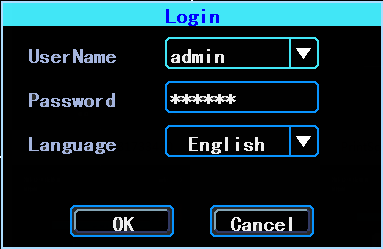 Login
UserName admin
Password ******
Language English
OK Cancel